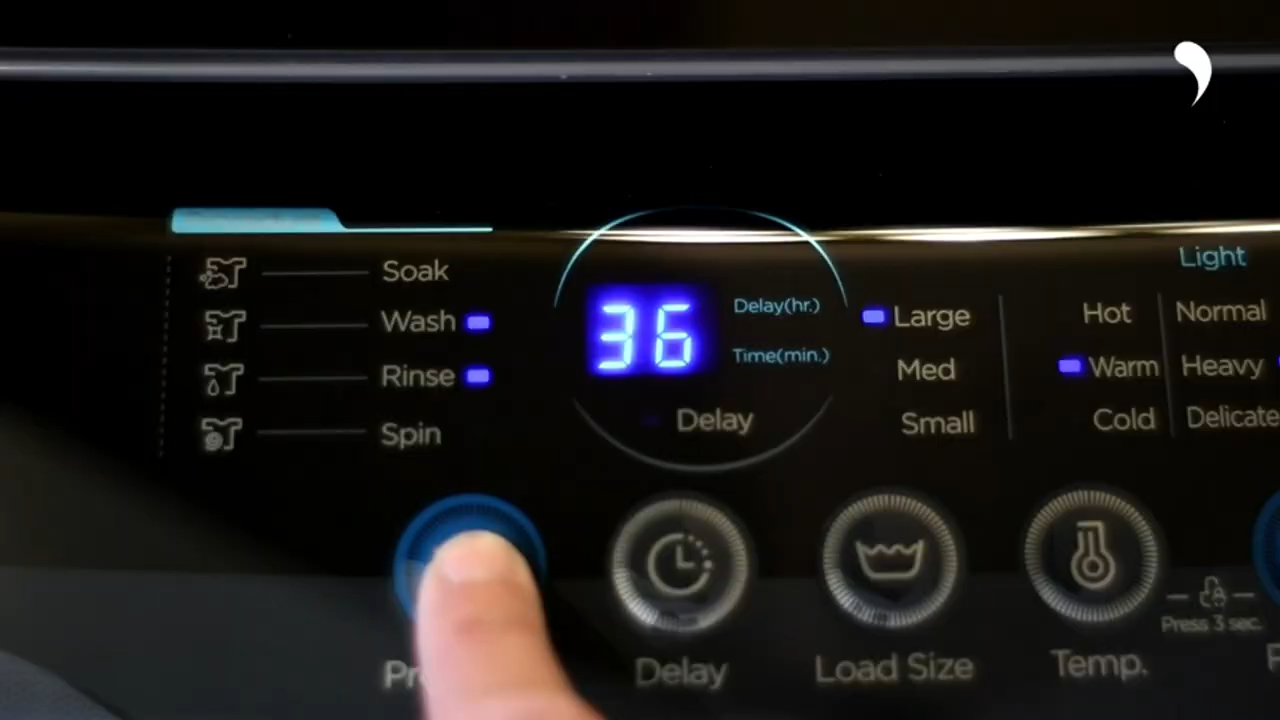 Soak
Wash
Rinse
Spin
36
Delay(hr.)
Time(min.)
Delay
Large
Med
Small
Hot
Warm
Cold
Light
Normal
Heavy
Delicate
Press 3 sec.
Delay
Load Size
Temp.